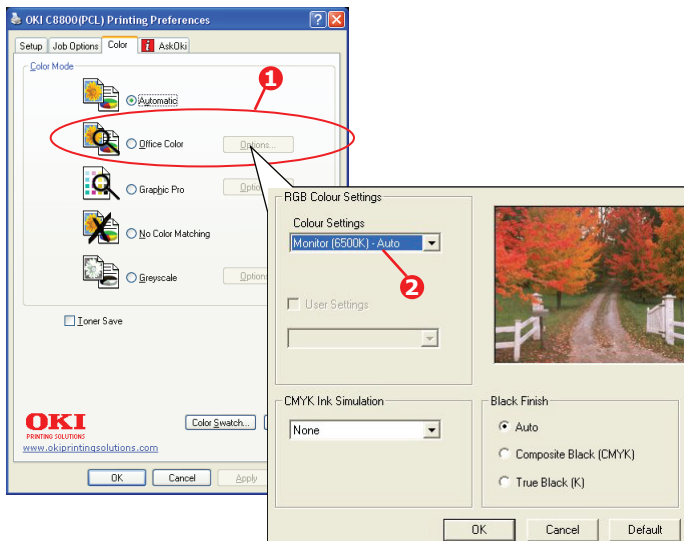 OKI C8800(PCL) Printing Preferences
Setup
Job Options
Color
AskOki
Color Mode
1
Automatic
Office Color
Options...
Graphic Pro
No Color Matching
Greyscale
Toner Save
OKI
PRINTING SOLUTIONS
www.okiprintingsolutions.com
Color Swatch...
OK
Cancel
Apply
RGB Colour Settings
Colour Settings
Monitor (6500K) - Auto
2
User Settings
CMYK Ink Simulation
None
Black Finish
Auto
Composite Black (CMYK)
True Black (K)
OK
Cancel
Default